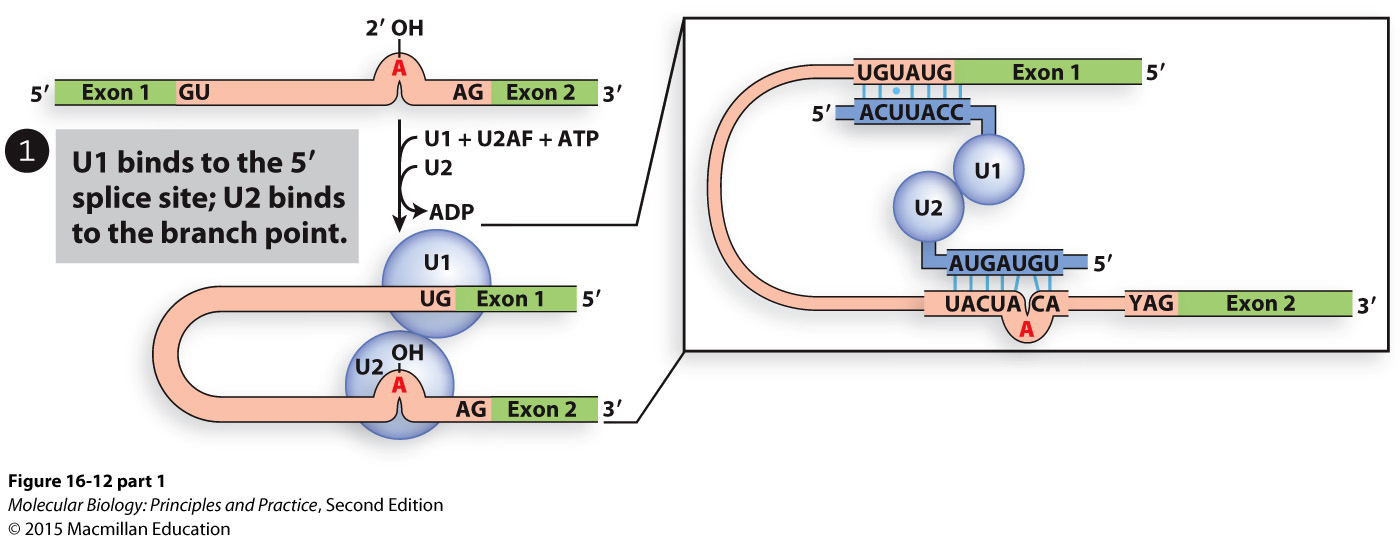 2′ OH
A
5′ Exon 1 GU AG Exon 2 3′
1
U1 binds to the 5′
splice site; U2 binds
to the branch point.
U1 + U2AF + ATP
U2
ADP
U1
UG Exon 1 5′
U2
OH
A
AG Exon 2 3′
UGUAUG Exon 1 5′
5′ ACUUACC
U1
U2
AUGAUGU 5′
UACUA CA YAG Exon 2 3′
A
Figure 16-12 part 1
Molecular Biology: Principles and Practice, Second Edition
© 2015 Macmillan Education